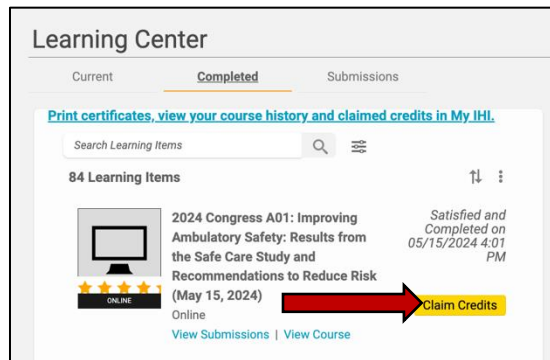 Learning Center
Current Completed Submissions
Print certificates, view your course history and claimed credits in My IHI.
Search Learning Items
84 Learning Items
2024 Congress A01: Improving
Ambulatory Safety: Results from
the Safe Care Study and
Recommendations to Reduce Risk
(May 15, 2024)
Online
View Submissions | View Course
ONLINE
Satisfied and
Completed on
05/15/2024 4:01
PM
Claim Credits